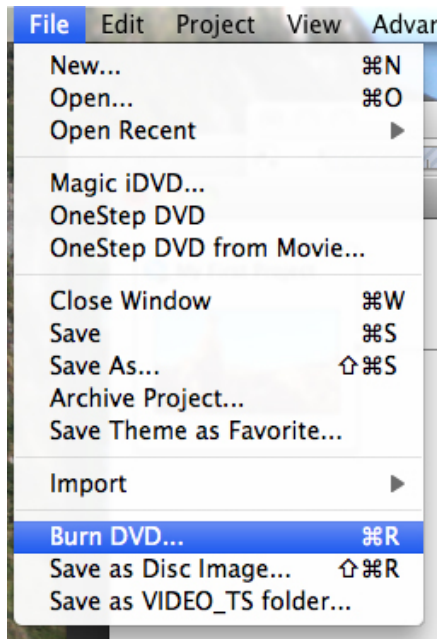 File Edit Project View Advar
New... ⌘N
Open... ⌘O
Open Recent ▶
Magic iDVD...
OneStep DVD
OneStep DVD from Movie...
Close Window ⌘W
Save ⌘S
Save As... ⇧⌘S
Archive Project...
Save Theme as Favorite...
Import ▶
Burn DVD... ⌘R
Save as Disc Image... ⇧⌘R
Save as VIDEO_TS folder...